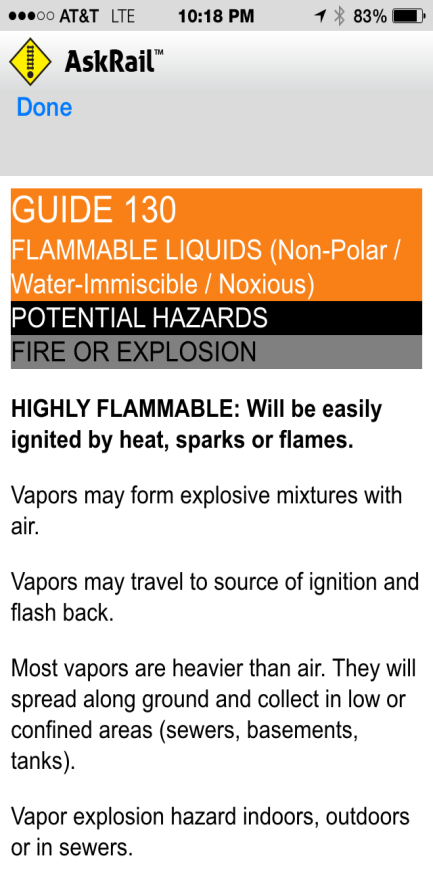 AT&T LTE 10:18 PM 83%
AskRail™
Done
GUIDE 130
FLAMMABLE LIQUIDS (Non-Polar /
Water-Immiscible / Noxious)
POTENTIAL HAZARDS
FIRE OR EXPLOSION
HIGHLY FLAMMABLE: Will be easily
ignited by heat, sparks or flames.
Vapors may form explosive mixtures with
air.
Vapors may travel to source of ignition and
flash back.
Most vapors are heavier than air. They will
spread along ground and collect in low or
confined areas (sewers, basements,
tanks).
Vapor explosion hazard indoors, outdoors
or in sewers.